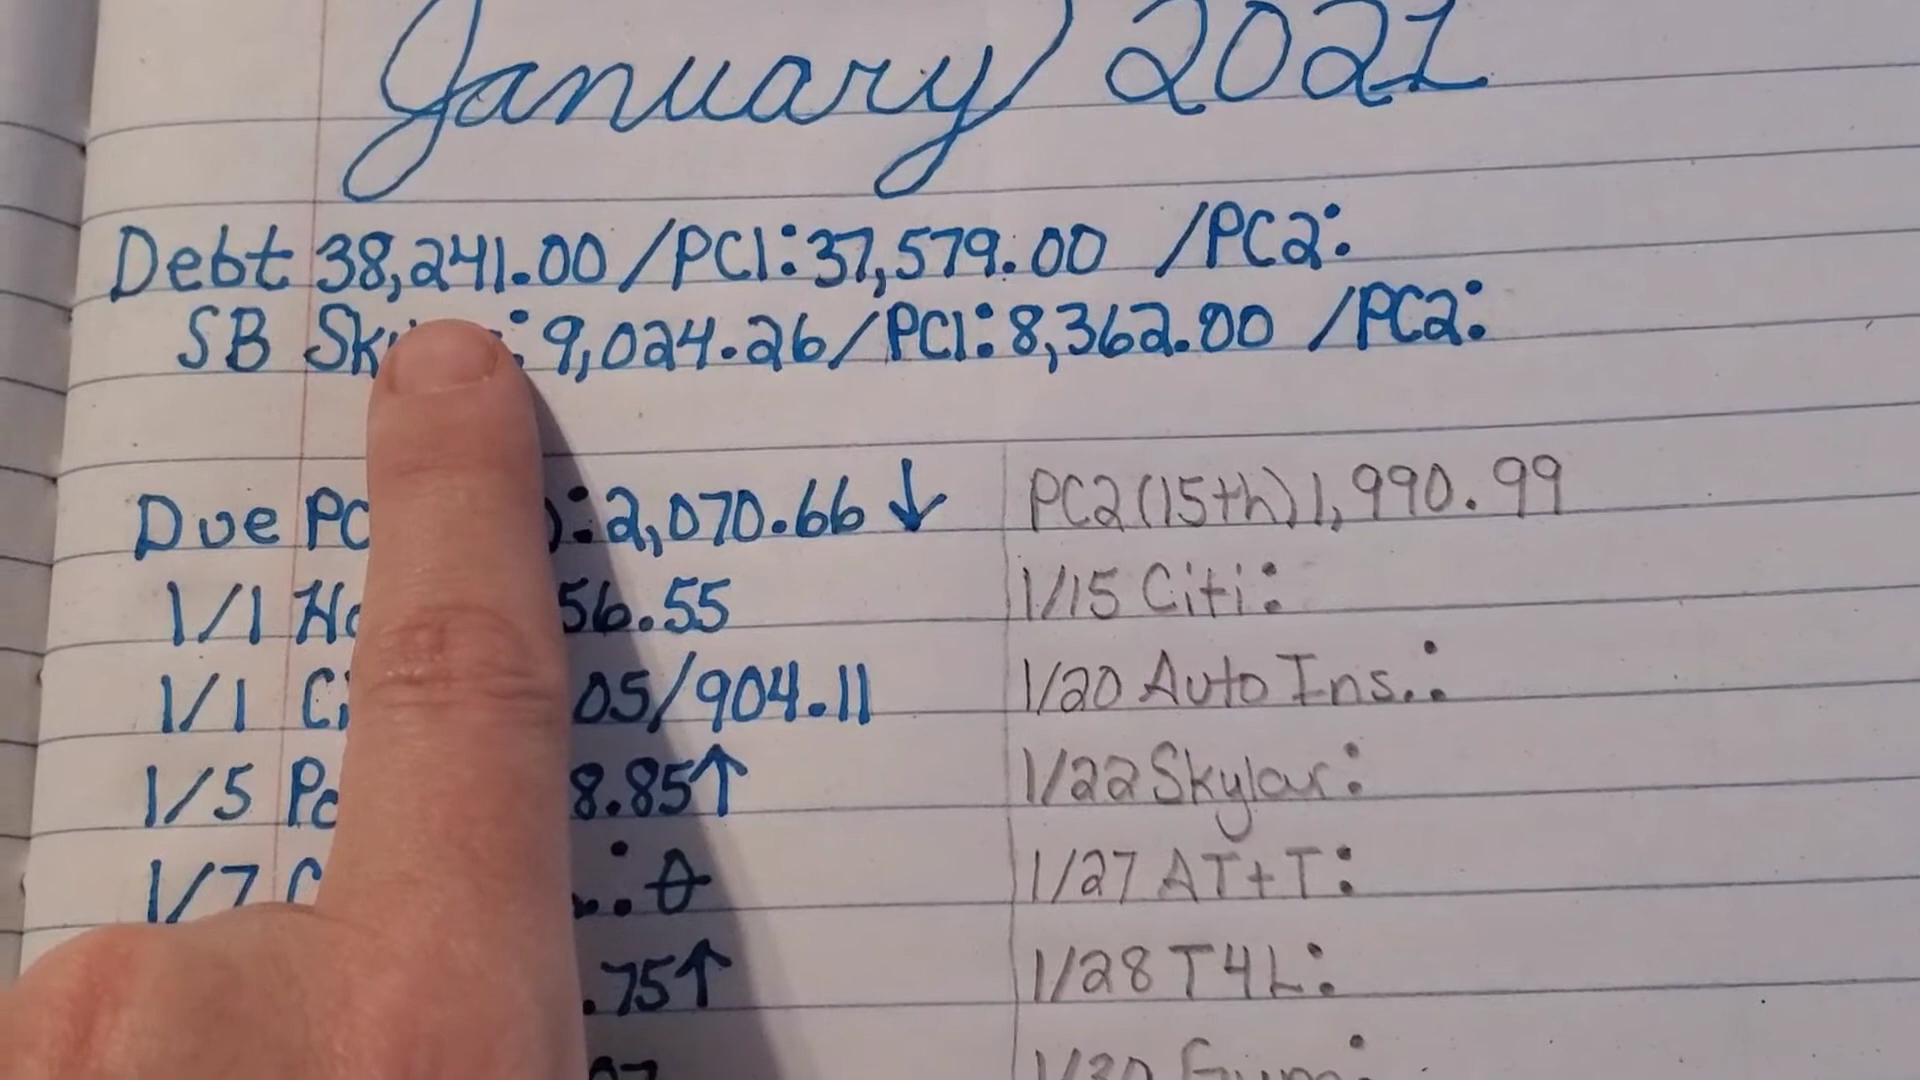 January 2021
Debt 38,241.00 /PC1: 37,579.00 /PC2:
SB : 9,024.26/PC1: 8,362.00 /PC2:
Due ): 2,070.66 ↓
1/1 56.55
1/1 05/904.11
1/5 8.85↑
1/7 : 0
.75↑
PC2 (15th) 1,990.99
1/15 Citi:
1/20 Auto Ins.:
1/22 Skylar:
1/27 AT+T:
1/28 T4L: